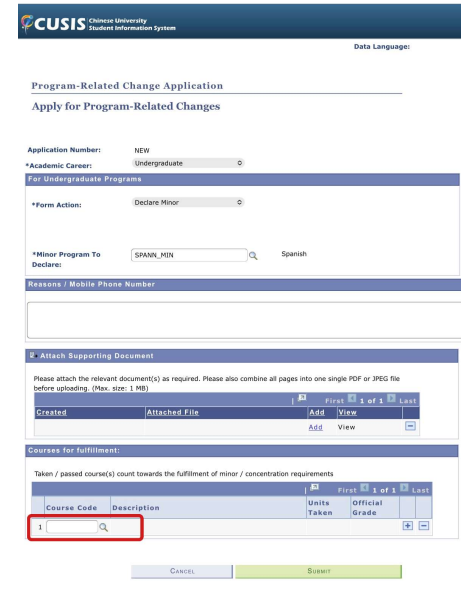 CUSIS Chinese University
Student Information System
Data Language:
Program-Related Change Application
Apply for Program-Related Changes
Application Number: NEW
*Academic Career: Undergraduate
For Undergraduate Programs
*Form Action: Declare Minor
*Minor Program To Declare: SPANN_MIN Spanish
Reasons / Mobile Phone Number
Attach Supporting Document
Please attach the relevant document(s) as required. Please also combine all pages into one single PDF or JPEG file
before uploading. (Max. size: 1 MB)
| First 1 of 1 Last
Created Attached File Add View
Add View
Courses for fulfillment:
Taken / passed course(s) count towards the fulfillment of minor / concentration requirements
| First 1 of 1 Last
Course Code Description Units Taken Official Grade
1
CANCEL SUBMIT